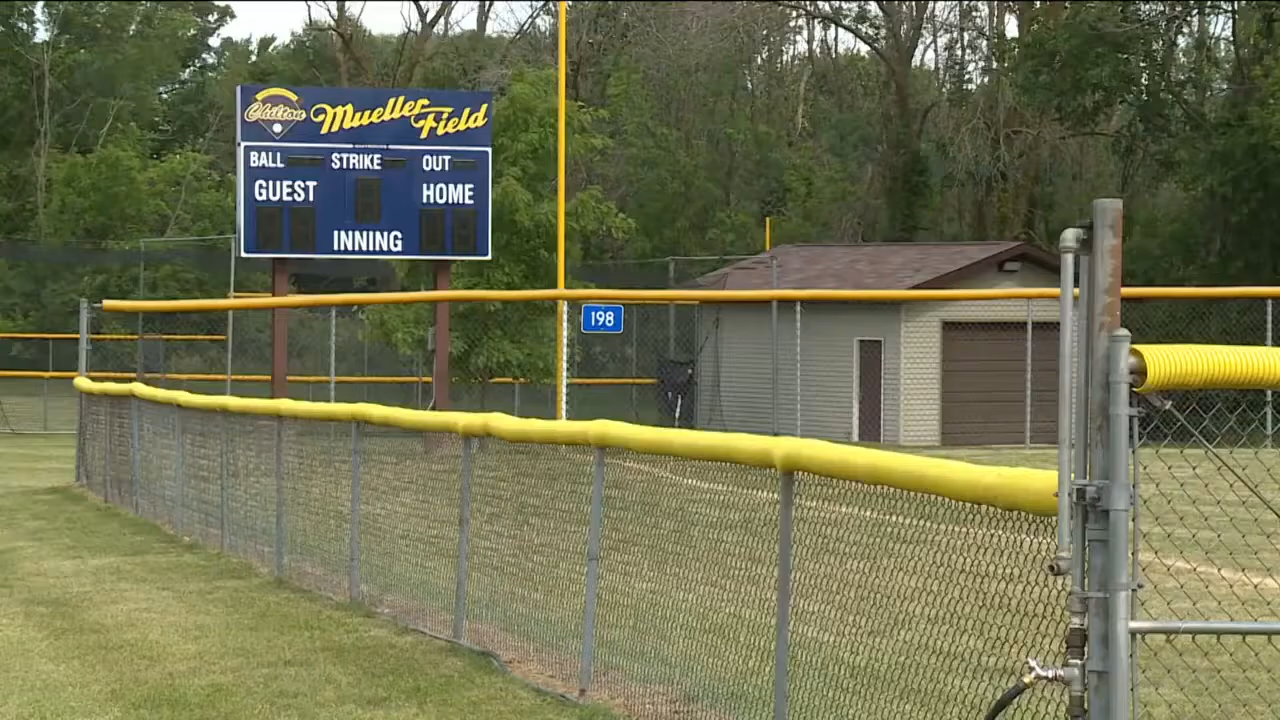 Chilton
Mueller Field
BALL STRIKE OUT
GUEST HOME
INNING
198